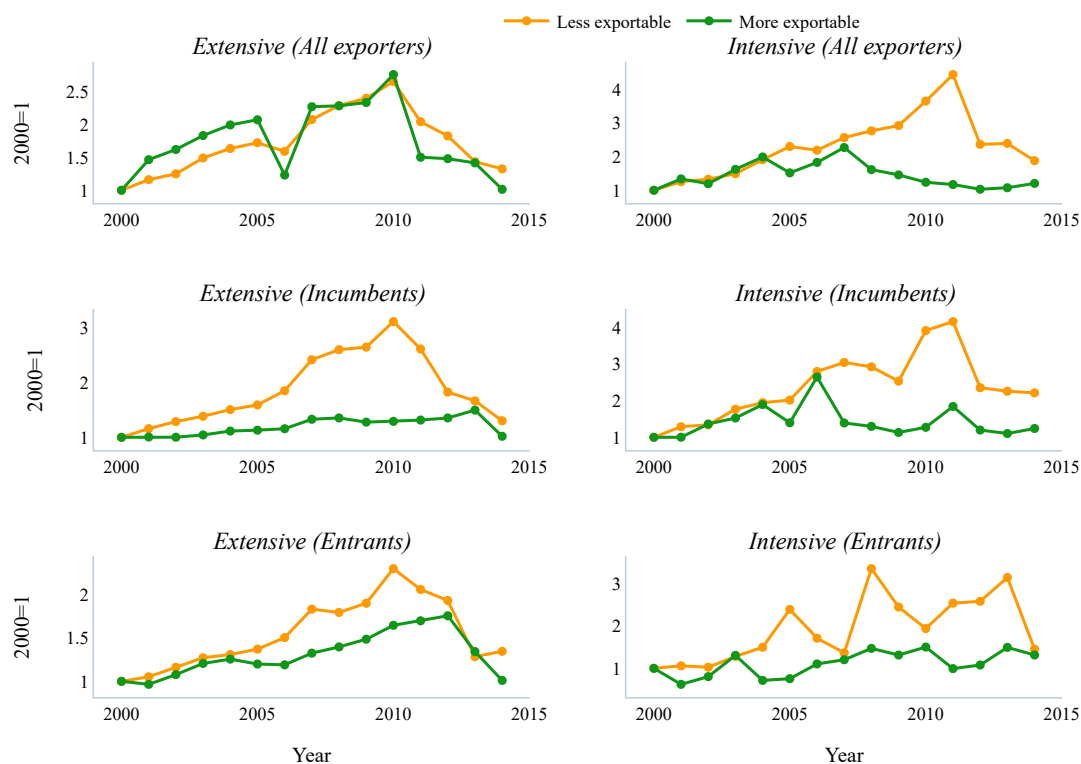 Less exportable More exportable
Extensive (All exporters) Intensive (All exporters)
2000=1
2.5
2
1.5
1
2000 2005 2010 2015
4
3
2
1
2000 2005 2010 2015
Extensive (Incumbents) Intensive (Incumbents)
2000=1
3
2
1
2000 2005 2010 2015
4
3
2
1
2000 2005 2010 2015
Extensive (Entrants) Intensive (Entrants)
2000=1
2
1.5
1
2000 2005 2010 2015
3
2
1
2000 2005 2010 2015
Year Year